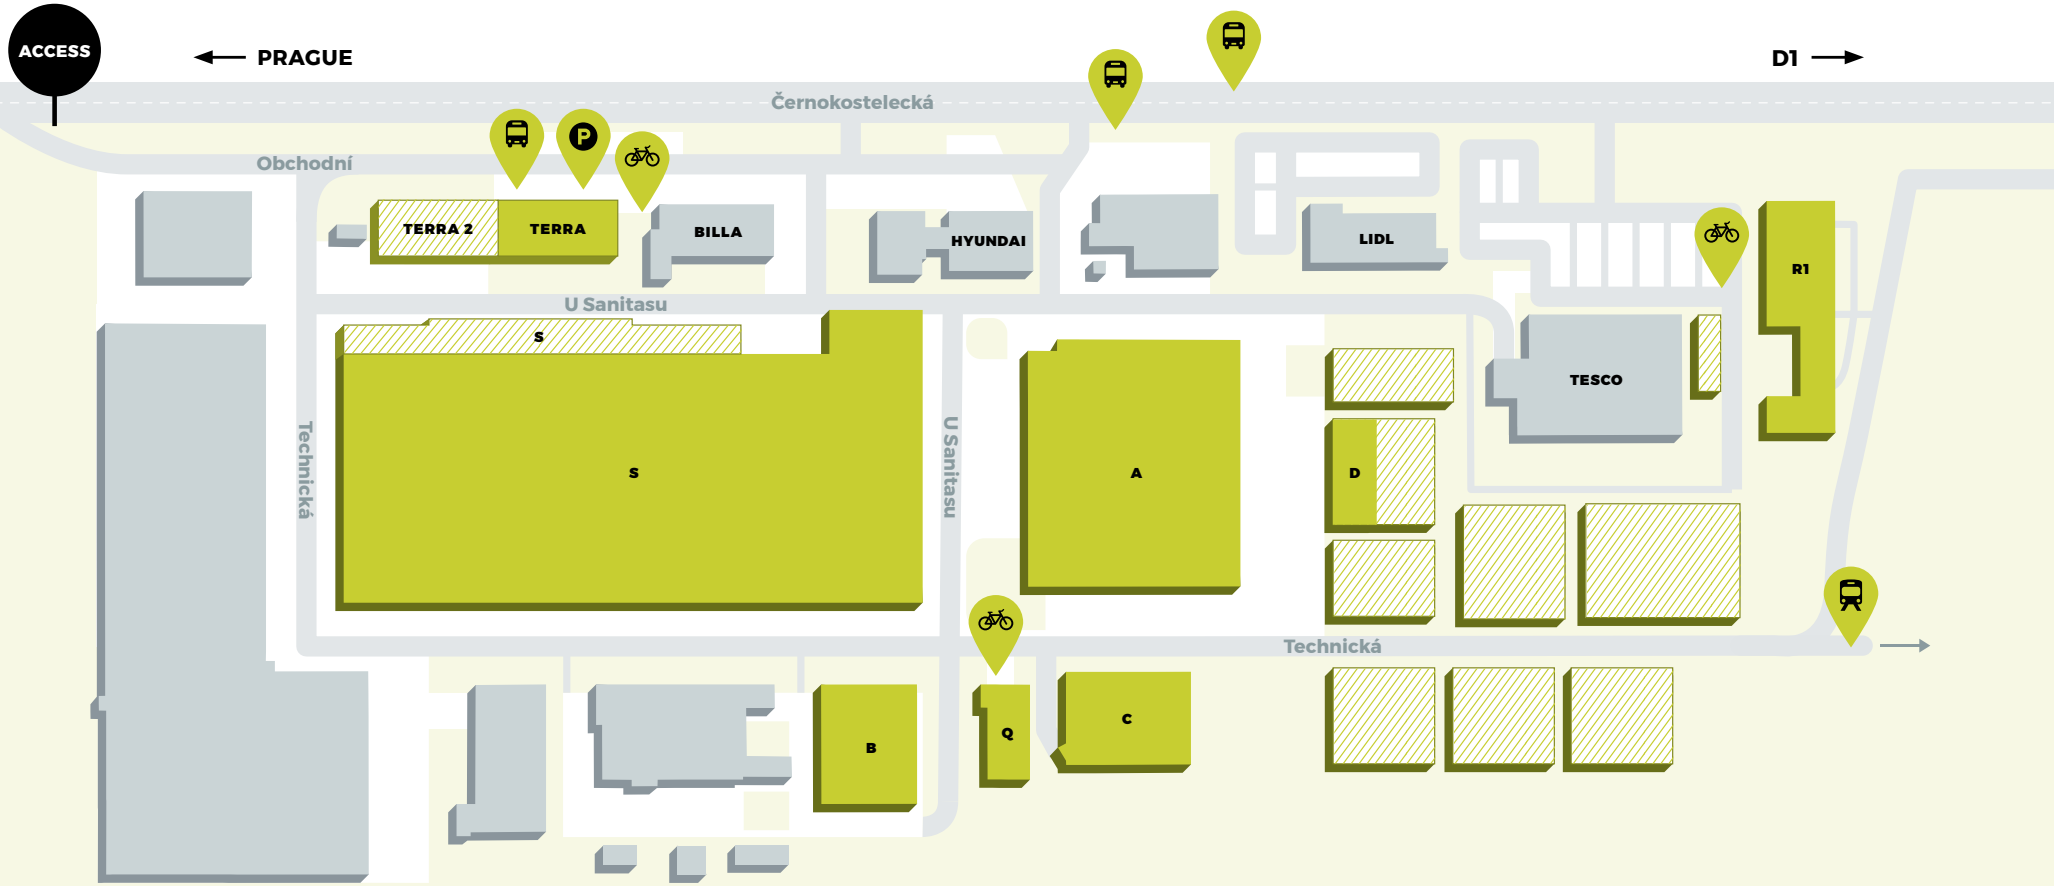 ACCESS
PRAGUE
D1
Černokostelecká
P
Obchodní
TERRA 2
TERRA
BILLA
HYUNDAI
LIDL
R1
U Sanitasu
S
TESCO
Technická
S
U Sanitasu
A
D
Technická
B
Q
C